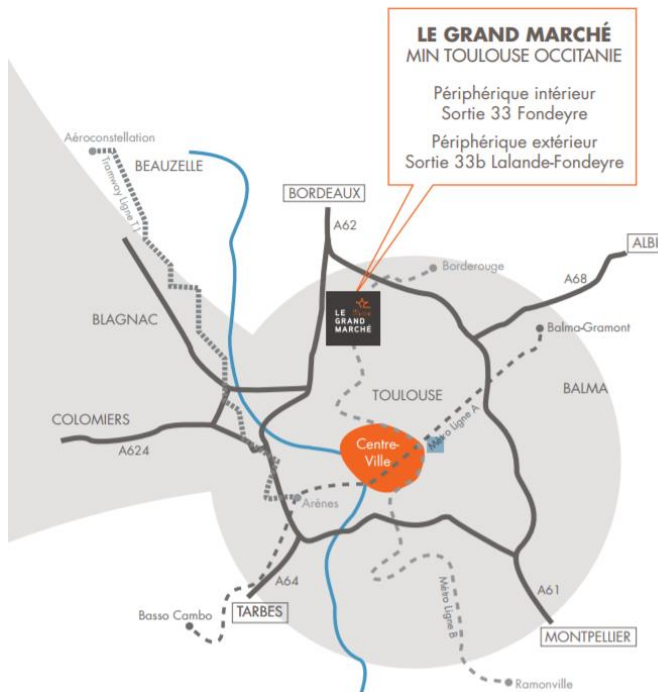 LE GRAND MARCHÉ
MIN TOULOUSE OCCITANIE
Périphérique intérieur
Sortie 33 Fondeyre
Périphérique extérieur
Sortie 33b Lalande-Fondeyre
Aéroconstellation
BEAUZELLE
Tramway Ligne T1
BORDEAUX
A62
ALBI
Borderouge
A68
BLAGNAC
LE
GRAND
MARCHÉ
Balma-Gramont
TOULOUSE
BALMA
COLOMIERS
A624
Centre-
Ville
Métro Ligne A
Arènes
A64
TARBES
Basso Cambo
Métro Ligne B
A61
MONTPELLIER
Ramonville